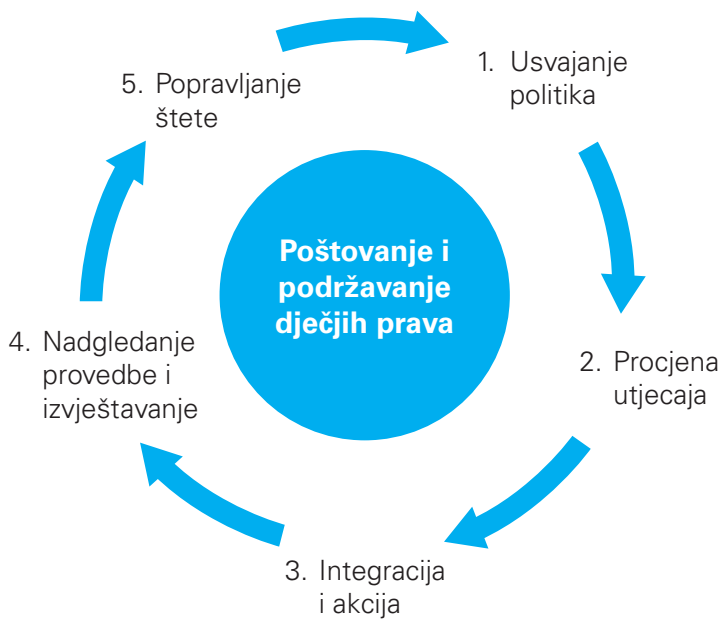 1. Usvajanje
politika
2. Procjena
utjecaja
3. Integracija
i akcija
4. Nadgledanje
provedbe i
izvještavanje
5. Popravljanje
štete
Poštovanje i
podržavanje
dječjih prava